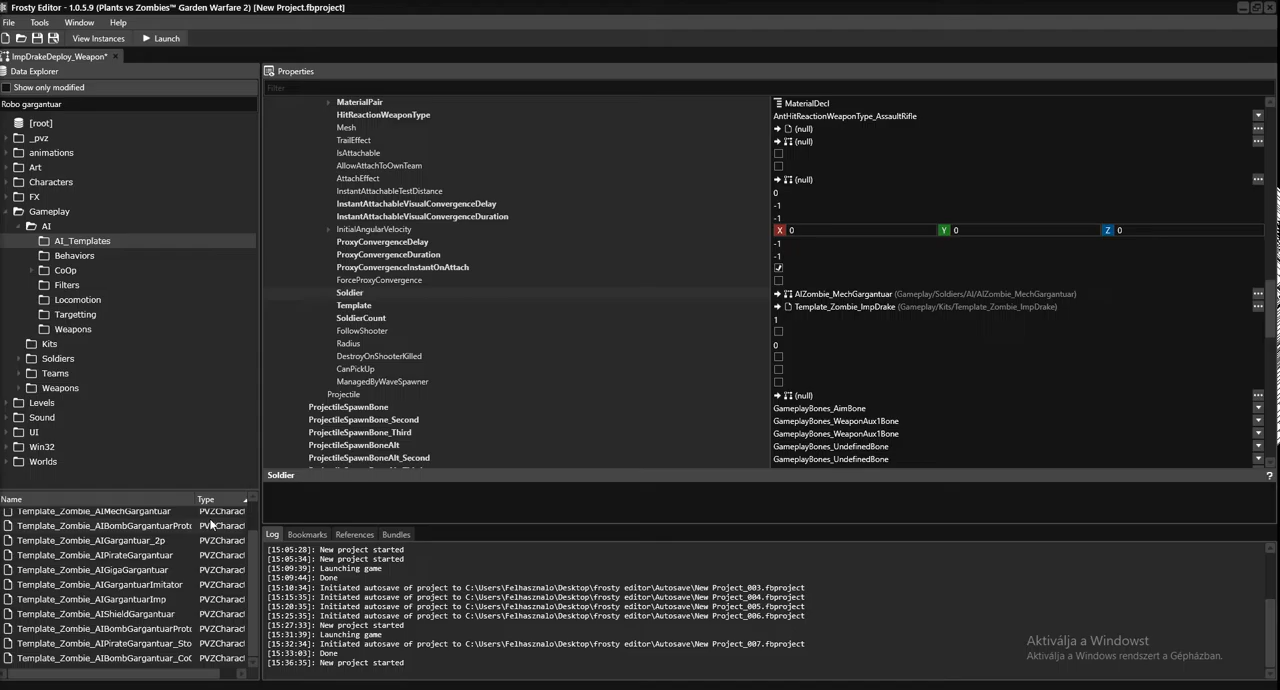 Frosty Editor - 1.0.5.9 (Plants vs Zombies™ Garden Warfare 2) [New Project.fbproject]
File Tools Window Help
View Instances Launch
ImpDrakeDeploy_Weapon*
Data Explorer
Show only modified
Robo gargantuar
[root]
_pvz
animations
Art
Characters
FX
Gameplay
AI
AI_Templates
Behaviors
CoOp
Filters
Locomotion
Targetting
Weapons
Kits
Soldiers
Teams
Weapons
Levels
Sound
UI
Win32
Worlds
Name Type
Template_Zombie_AIMechGargantuar PVZCharact
Template_Zombie_AIBombGargantuarProto PVZCharact
Template_Zombie_AIGargantuar_2p PVZCharact
Template_Zombie_AIPirateGargantuar PVZCharact
Template_Zombie_AIGigaGargantuar PVZCharact
Template_Zombie_AIGargantuarImitator PVZCharact
Template_Zombie_AIGargantuarImp PVZCharact
Template_Zombie_AIShieldGargantuar PVZCharact
Template_Zombie_AIBombGargantuarProto PVZCharact
Template_Zombie_AIPirateGargantuar_Sto PVZCharact
Template_Zombie_AIBombGargantuar_CoO PVZCharact
Properties
Filter
MaterialPair MaterialDecl
HitReactionWeaponType AntHitReactionWeaponType_AssaultRifle
Mesh (null)
TrailEffect (null)
IsAttachable
AllowAttachToOwnTeam
AttachEffect (null)
InstantAttachableTestDistance 0
InstantAttachableVisualConvergenceDelay -1
InstantAttachableVisualConvergenceDuration -1
InitialAngularVelocity X 0 Y 0 Z 0
ProxyConvergenceDelay -1
ProxyConvergenceDuration -1
ProxyConvergenceInstantOnAttach
ForceProxyConvergence
Soldier AIZombie_MechGargantuar (Gameplay/Soldiers/AI/AIZombie_MechGargantuar)
Template Template_Zombie_ImpDrake (Gameplay/Kits/Template_Zombie_ImpDrake)
SoldierCount 1
FollowShooter
Radius 0
DestroyOnShooterKilled
CanPickUp
ManagedByWaveSpawner
Projectile (null)
ProjectileSpawnBone GameplayBones_AimBone
ProjectileSpawnBone_Second GameplayBones_WeaponAux1Bone
ProjectileSpawnBone_Third GameplayBones_WeaponAux1Bone
ProjectileSpawnBoneAlt GameplayBones_UndefinedBone
ProjectileSpawnBoneAlt_Second GameplayBones_UndefinedBone
Soldier ?
Log Bookmarks References Bundles
[15:05:28]: New project started
[15:05:34]: New project started
[15:09:39]: Launching game
[15:09:44]: Done
[15:10:34]: Initiated autosave of project to C:\Users\Felhasznalo\Desktop\frosty editor\Autosave\New Project_003.fbproject
[15:15:35]: Initiated autosave of project to C:\Users\Felhasznalo\Desktop\frosty editor\Autosave\New Project_004.fbproject
[15:20:35]: Initiated autosave of project to C:\Users\Felhasznalo\Desktop\frosty editor\Autosave\New Project_005.fbproject
[15:25:35]: Initiated autosave of project to C:\Users\Felhasznalo\Desktop\frosty editor\Autosave\New Project_006.fbproject
[15:27:33]: New project started
[15:31:39]: Launching game
[15:32:34]: Initiated autosave of project to C:\Users\Felhasznalo\Desktop\frosty editor\Autosave\New Project_007.fbproject
[15:33:03]: Done
[15:36:35]: New project started
Aktiválja a Windowst
Aktiválja a Windows rendszert a Gépházban.